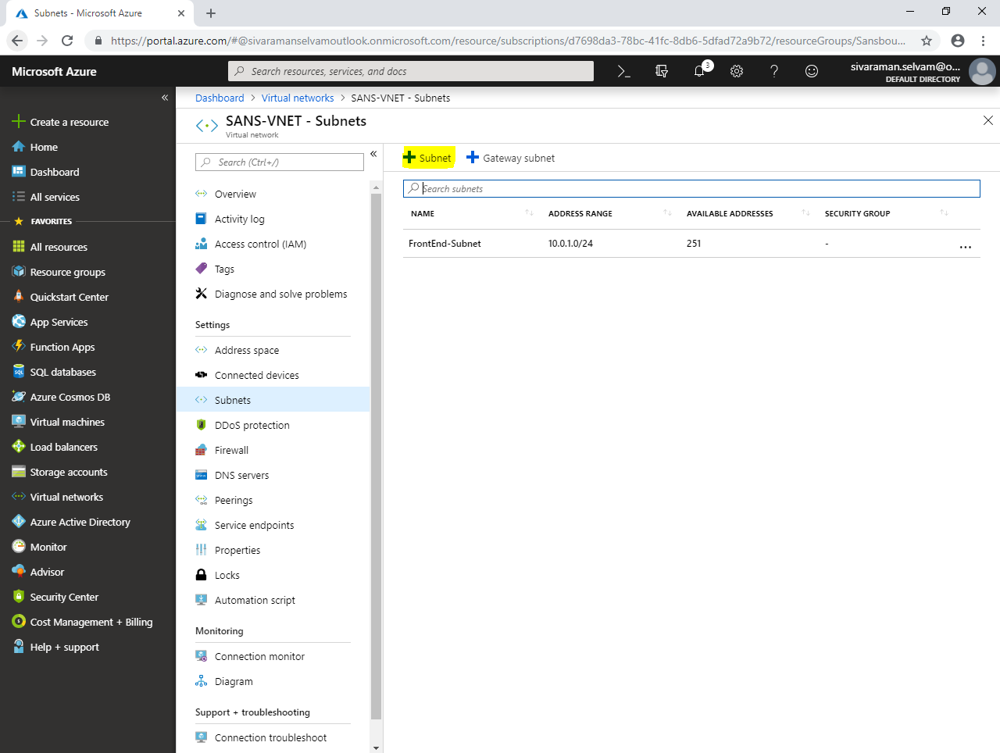 Subnets - Microsoft Azure
https://portal.azure.com/#@sivaramanselvamoutlook.onmicrosoft.com/resource/subscriptions/d7698da3-78bc-41fc-8db6-5dfad72a9b72/resourceGroups/Sansbou...
Microsoft Azure
Search resources, services, and docs
3
sivaraman.selvam@o...
DEFAULT DIRECTORY
Create a resource
Home
Dashboard
All services
FAVORITES
All resources
Resource groups
Quickstart Center
App Services
Function Apps
SQL databases
Azure Cosmos DB
Virtual machines
Load balancers
Storage accounts
Virtual networks
Azure Active Directory
Monitor
Advisor
Security Center
Cost Management + Billing
Help + support
Dashboard > Virtual networks > SANS-VNET - Subnets
SANS-VNET - Subnets
Virtual network
Search (Ctrl+/)
Overview
Activity log
Access control (IAM)
Tags
Diagnose and solve problems
Settings
Address space
Connected devices
Subnets
DDoS protection
Firewall
DNS servers
Peerings
Service endpoints
Properties
Locks
Automation script
Monitoring
Connection monitor
Diagram
Support + troubleshooting
Connection troubleshoot
+ Subnet + Gateway subnet
Search subnets
NAME ADDRESS RANGE AVAILABLE ADDRESSES SECURITY GROUP
FrontEnd-Subnet 10.0.1.0/24 251 - ...